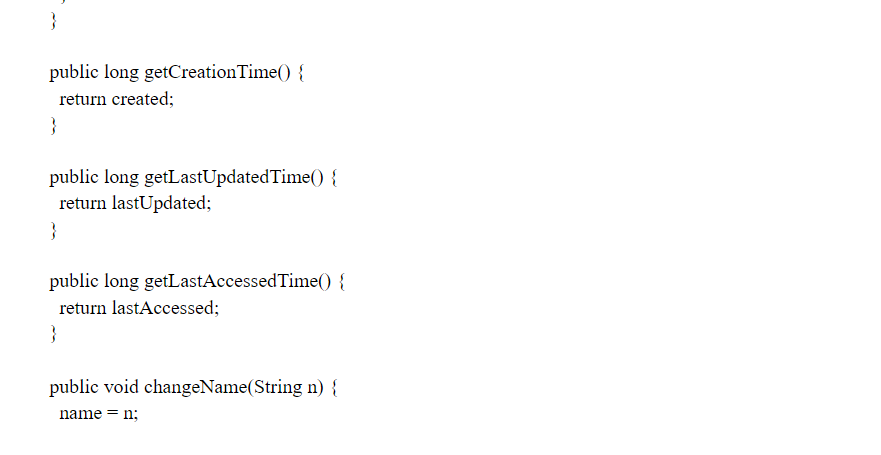 }
public long getCreationTime() {
return created;
}
public long getLastUpdatedTime() {
return lastUpdated;
}
public long getLastAccessedTime() {
return lastAccessed;
}
public void changeName(String n) {
name = n;